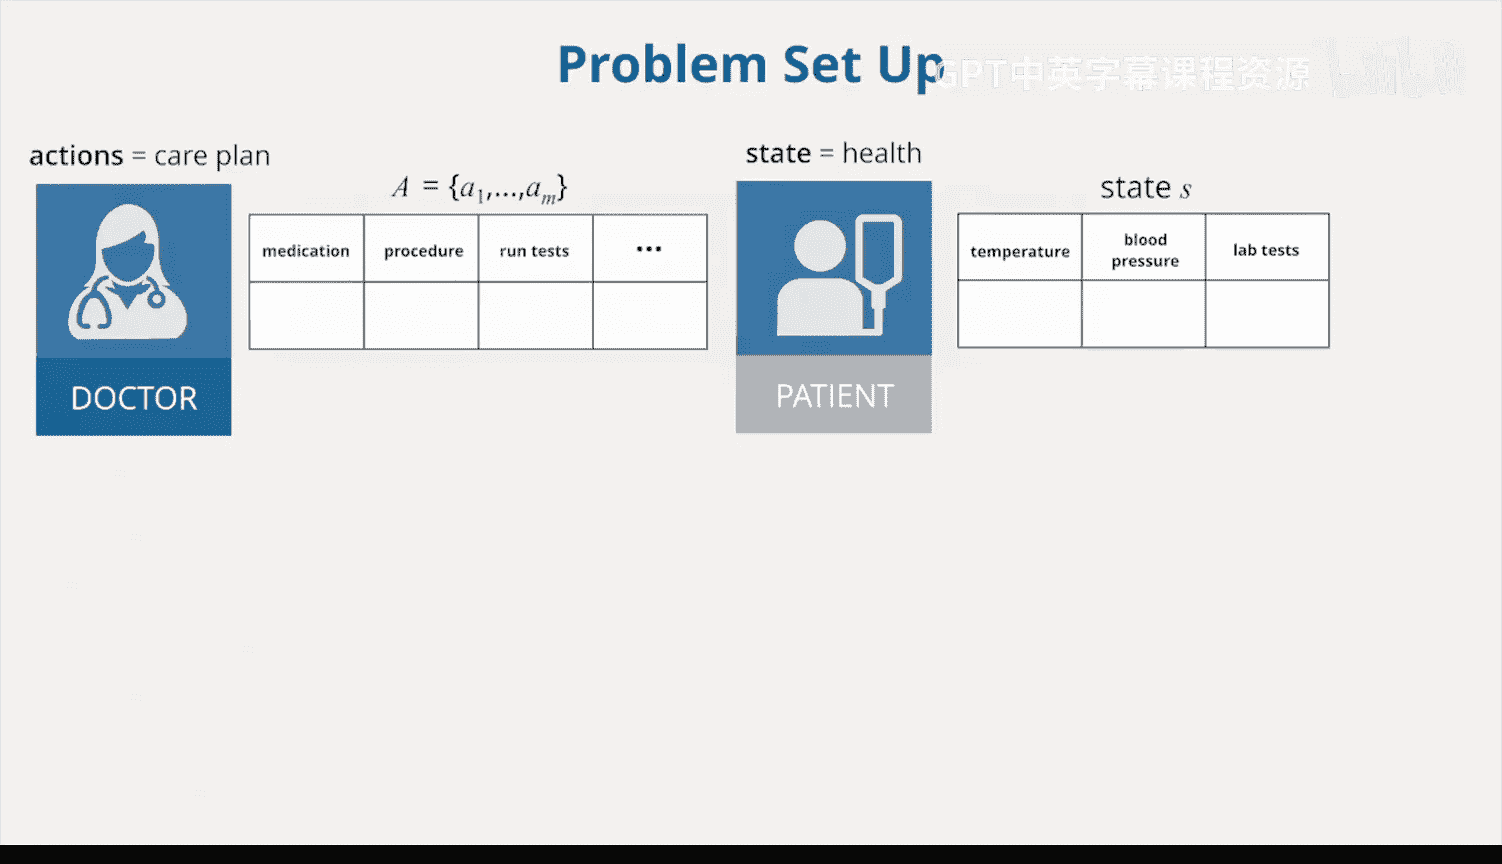 Problem Set Up
GPT中英字幕课程资源
actions = care plan
A = {a1,...,am}
medication procedure run tests ...
DOCTOR
state = health
state s
temperature blood pressure lab tests
PATIENT